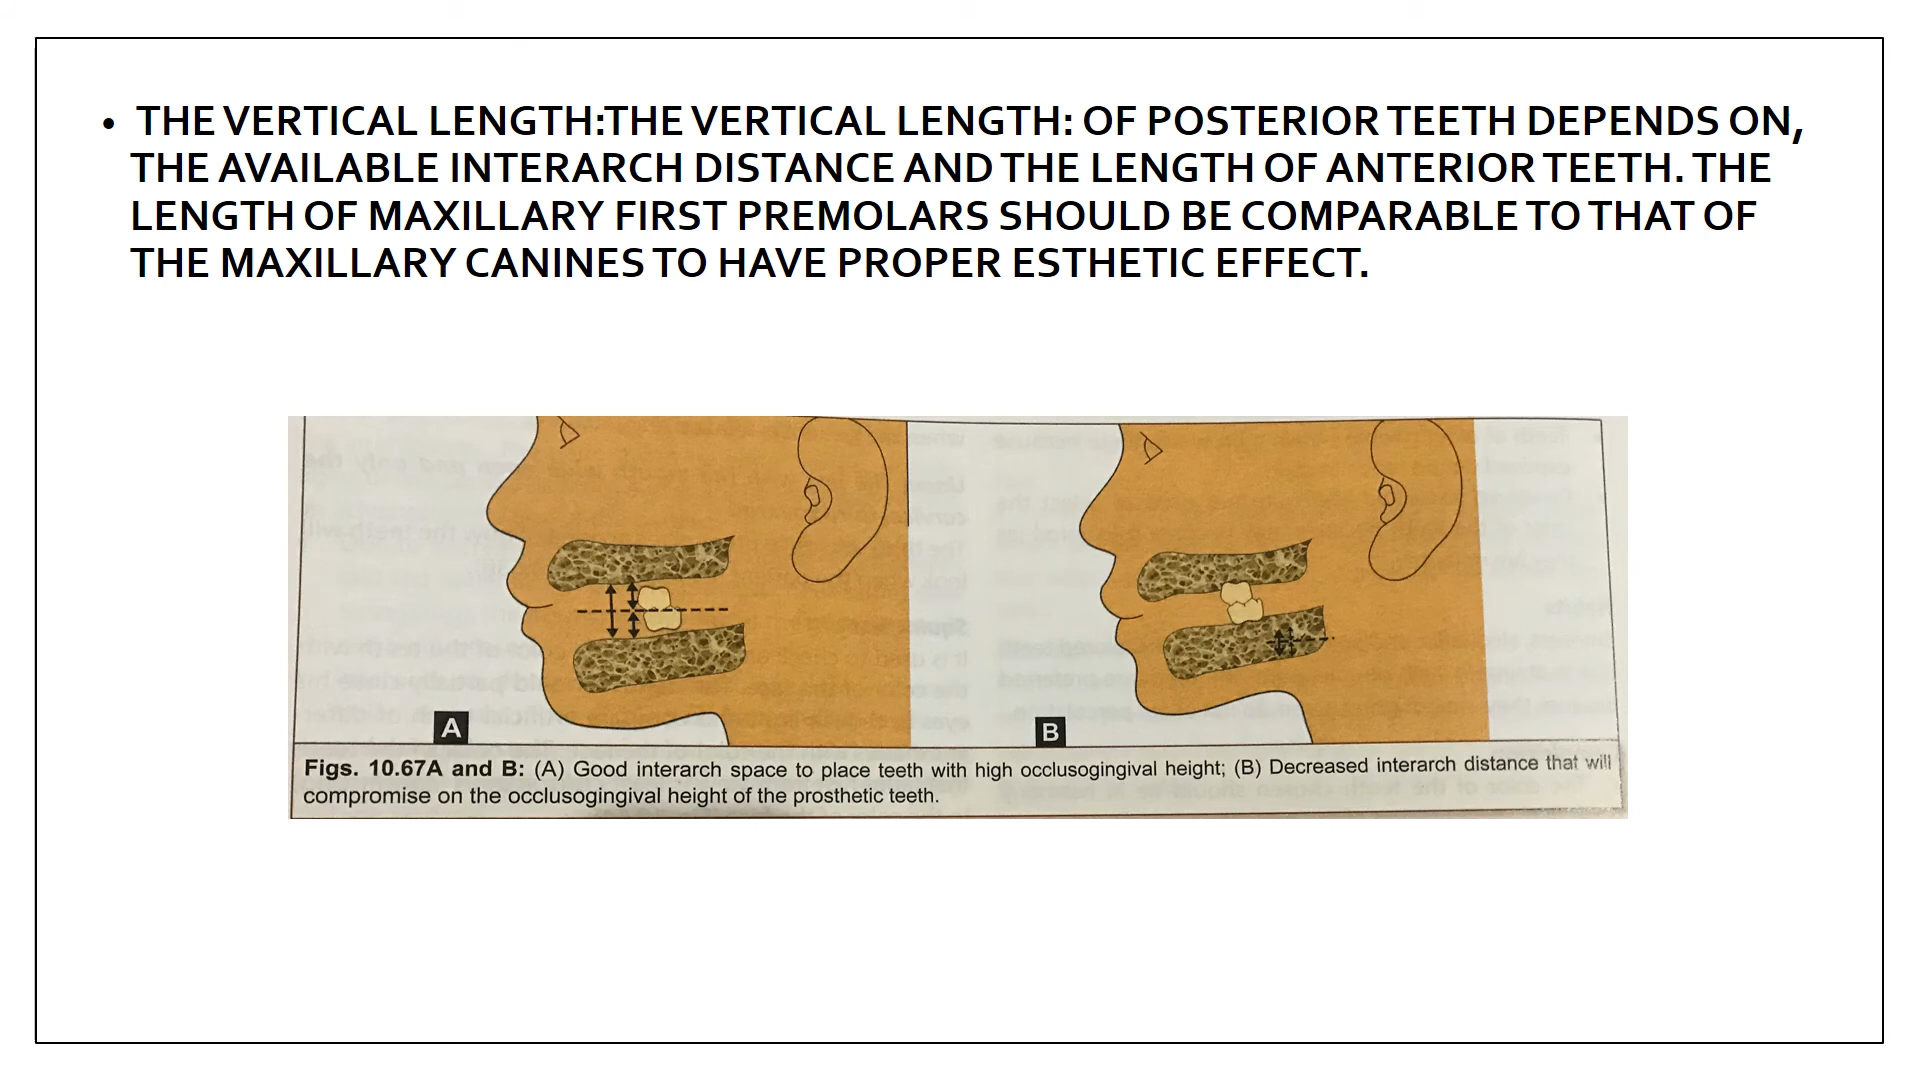 • THE VERTICAL LENGTH:THE VERTICAL LENGTH: OF POSTERIOR TEETH DEPENDS ON,
THE AVAILABLE INTERARCH DISTANCE AND THE LENGTH OF ANTERIOR TEETH. THE
LENGTH OF MAXILLARY FIRST PREMOLARS SHOULD BE COMPARABLE TO THAT OF
THE MAXILLARY CANINES TO HAVE PROPER ESTHETIC EFFECT.
A
B
Figs. 10.67A and B: (A) Good interarch space to place teeth with high occlusogingival height; (B) Decreased interarch distance that will
compromise on the occlusogingival height of the prosthetic teeth.